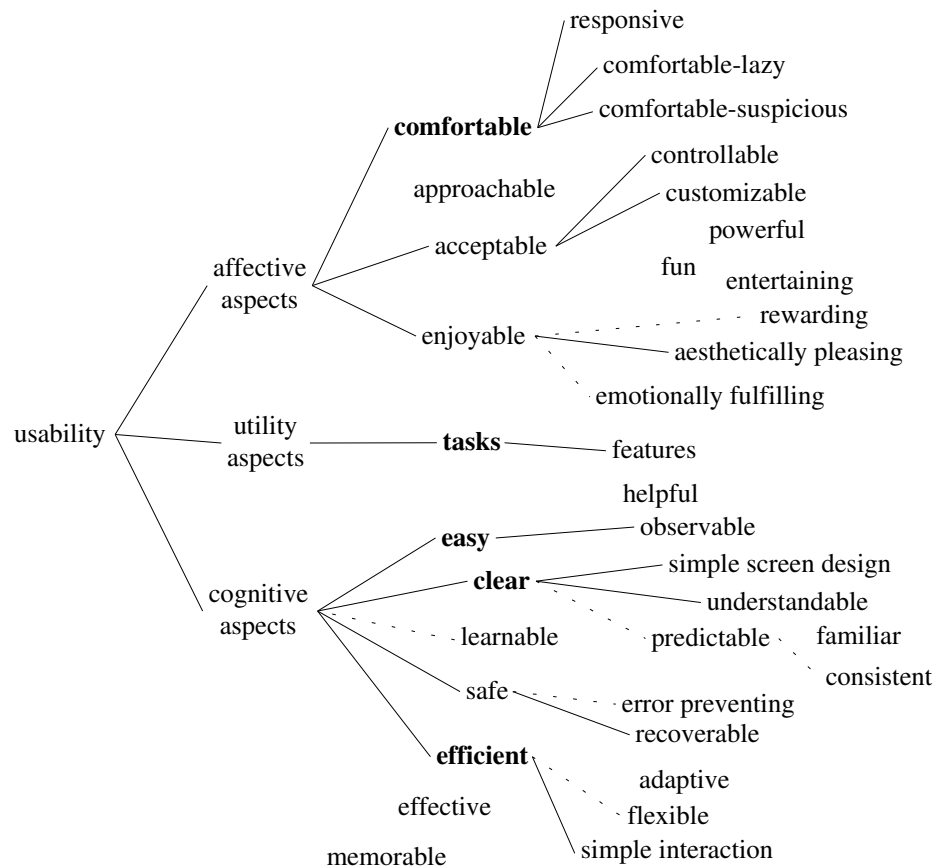 responsive
comfortable-lazy
comfortable-suspicious
comfortable
controllable
approachable
customizable
powerful
acceptable
fun
affective
aspects
entertaining
rewarding
enjoyable
aesthetically pleasing
emotionally fulfilling
usability
utility
aspects
tasks
features
helpful
observable
easy
simple screen design
clear
understandable
cognitive
aspects
learnable
predictable
familiar
consistent
safe
error preventing
recoverable
efficient
adaptive
effective
flexible
simple interaction
memorable